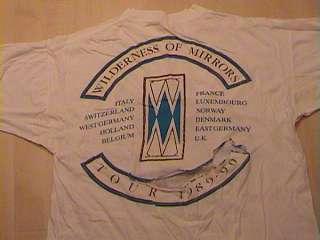 WILDERNESS OF MIRRORS
ITALY
SWITZERLAND
WEST GERMANY
HOLLAND
BELGIUM
FRANCE
LUXEMBOURG
NORWAY
DENMARK
EAST GERMANY
U.K.
TOUR 1989-90